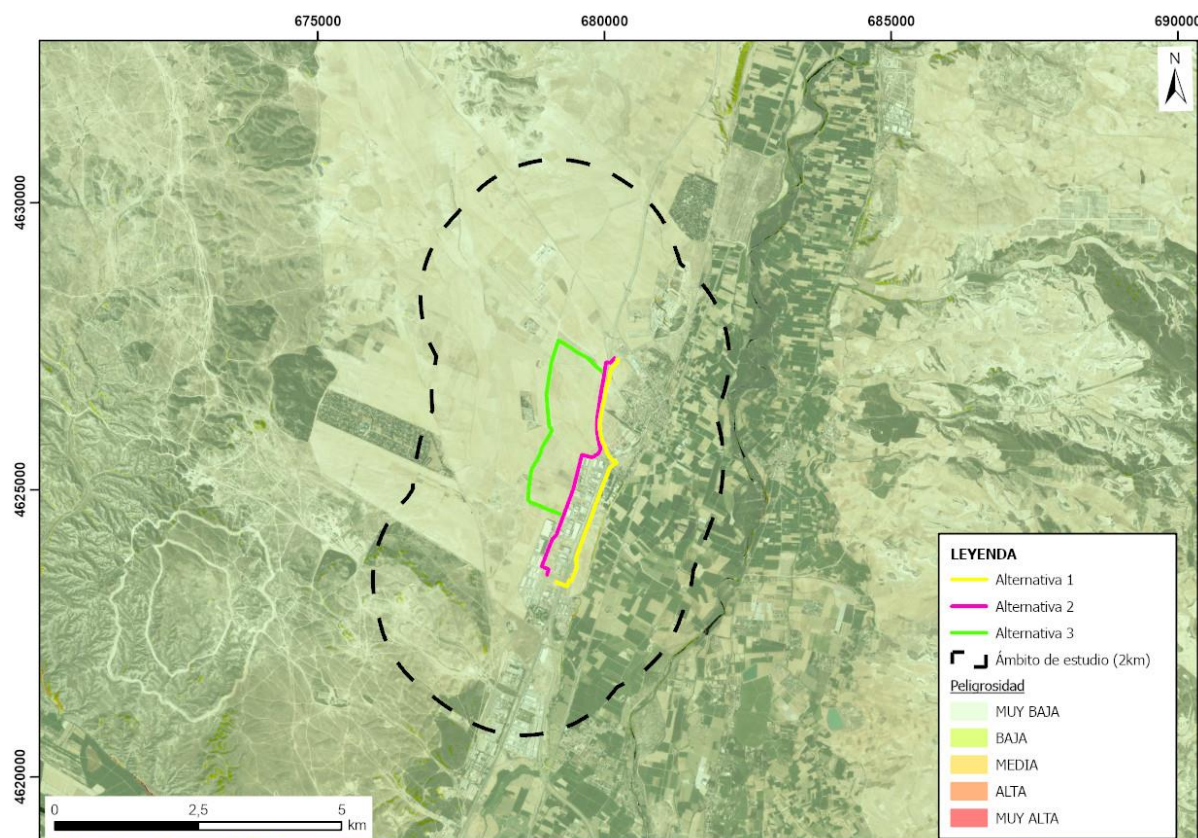 675000
680000
685000
690000
N
4630000
4625000
4620000
LEYENDA
Alternativa 1
Alternativa 2
Alternativa 3
Ámbito de estudio (2km)
Peligrosidad
MUY BAJA
BAJA
MEDIA
ALTA
MUY ALTA
0 2,5 5
km